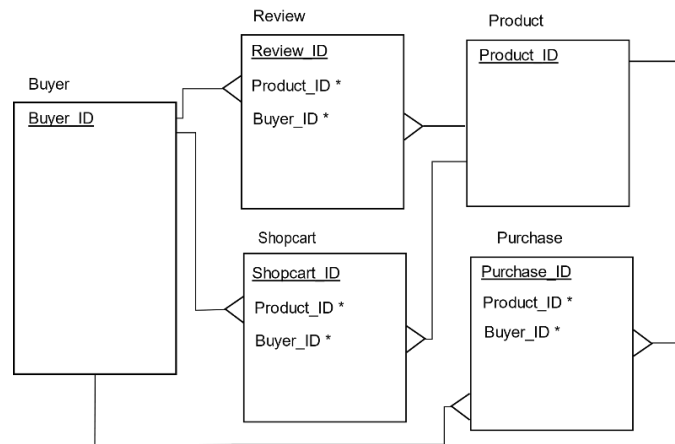 Review
Review_ID
Product_ID *
Buyer_ID *
Product
Product_ID
Buyer
Buyer_ID
Shopcart
Shopcart_ID
Product_ID *
Buyer_ID *
Purchase
Purchase_ID
Product_ID *
Buyer_ID *